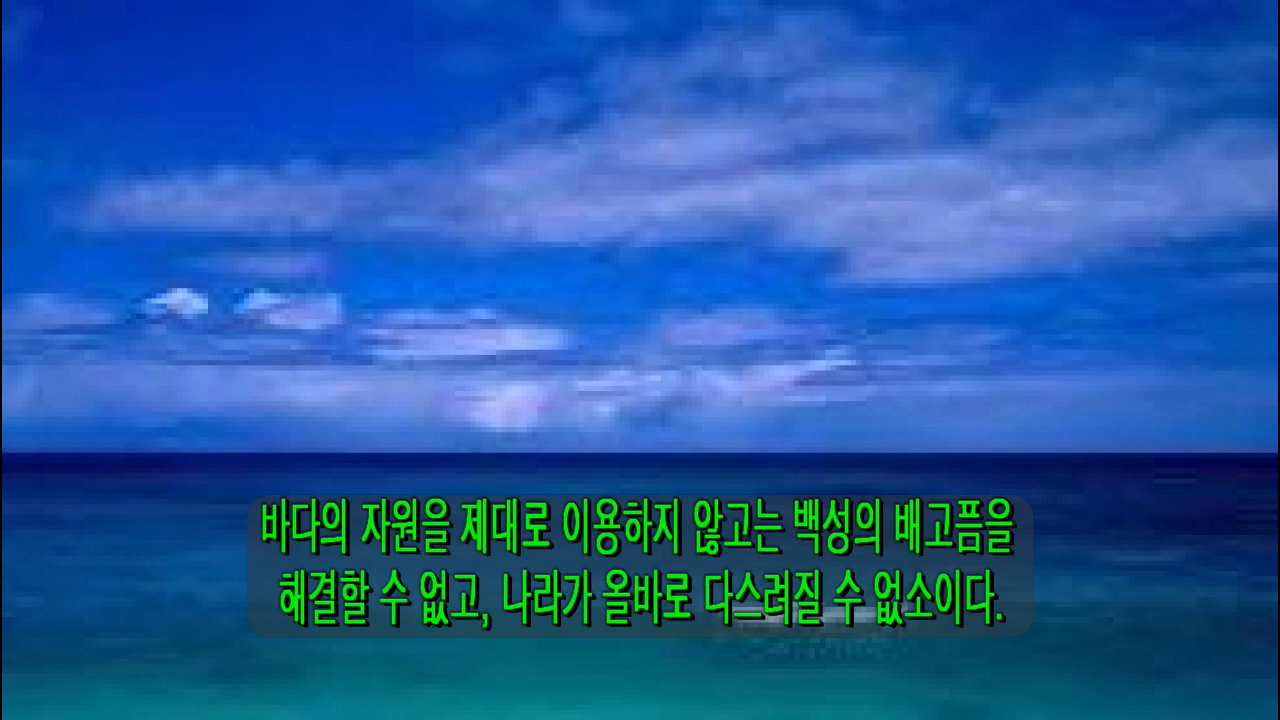 바다의 자원을 제대로 이용하지 않고는 백성의 배고픔을
해결할 수 없고, 나라가 올바로 다스려질 수 없소이다.